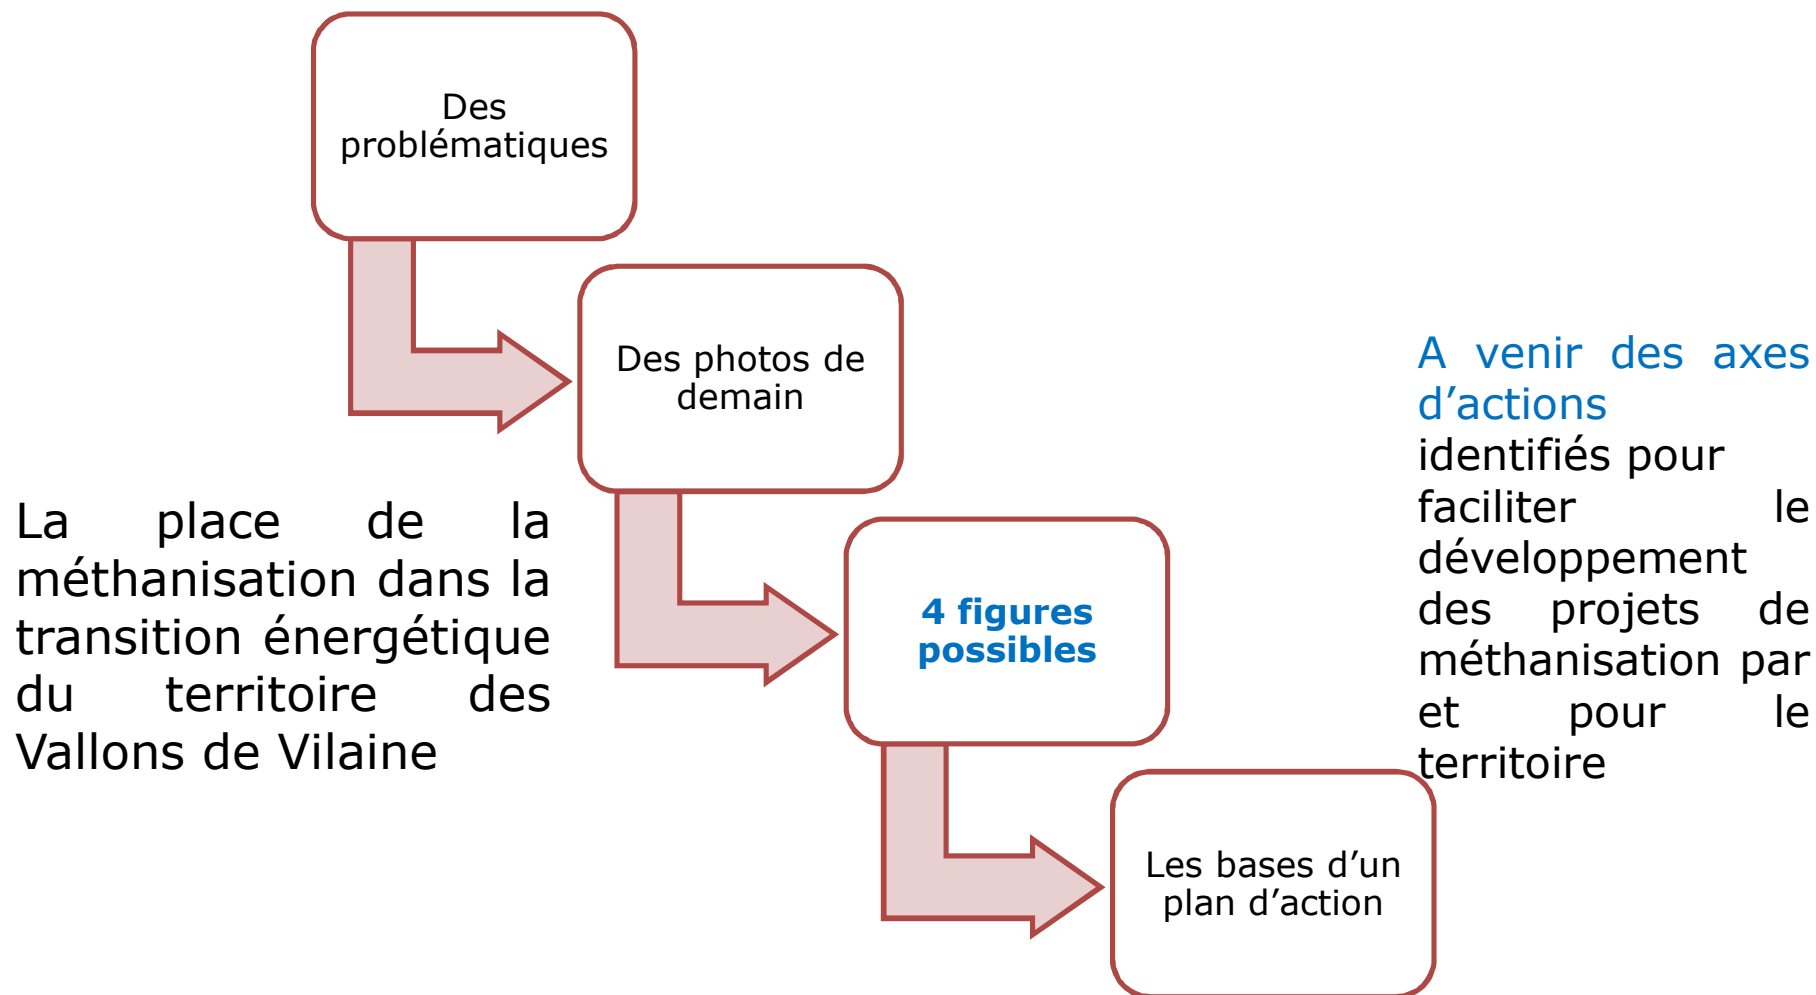 Des
problématiques
Des photos de
demain
La place de la
méthanisation dans la
transition énergétique
du territoire des
Vallons de Vilaine
4 figures
possibles
A venir des axes
d’actions
identifiés pour
faciliter le
développement
des projets de
méthanisation par
et pour le
territoire
Les bases d’un
plan d’action